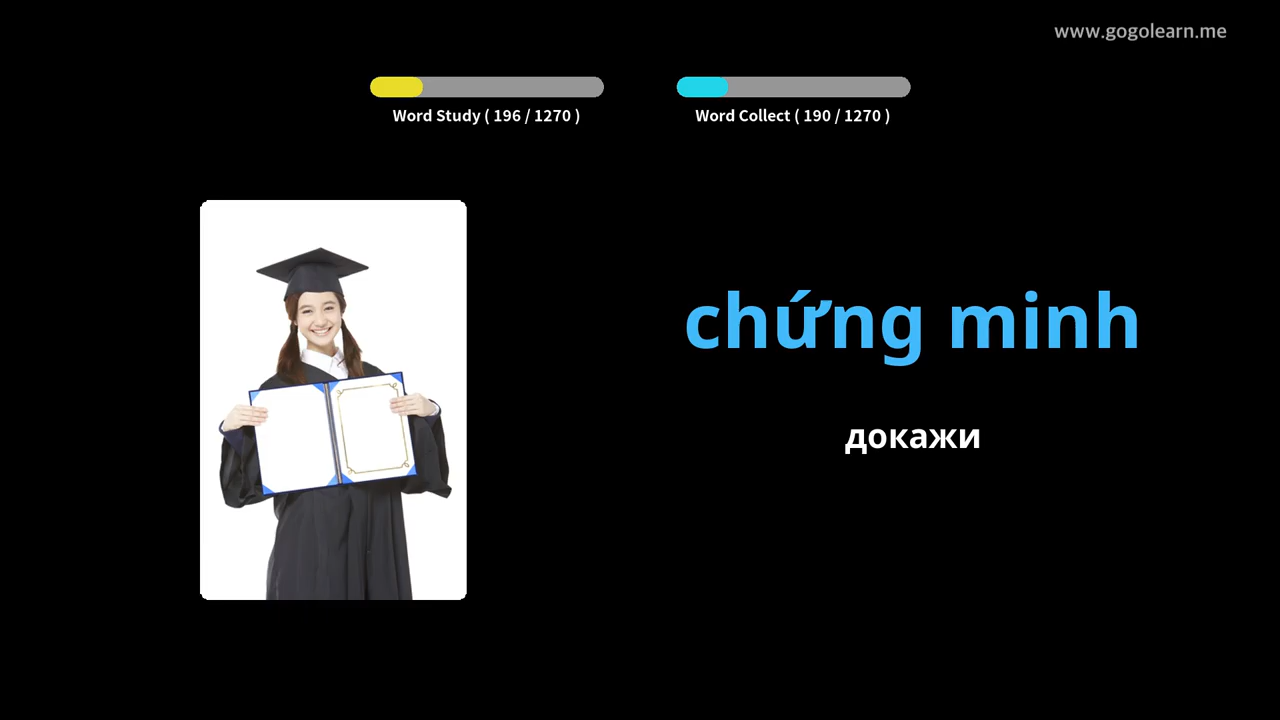 www.gogolearn.me
Word Study ( 196 / 1270 )
Word Collect ( 190 / 1270 )
chứng minh
докажи